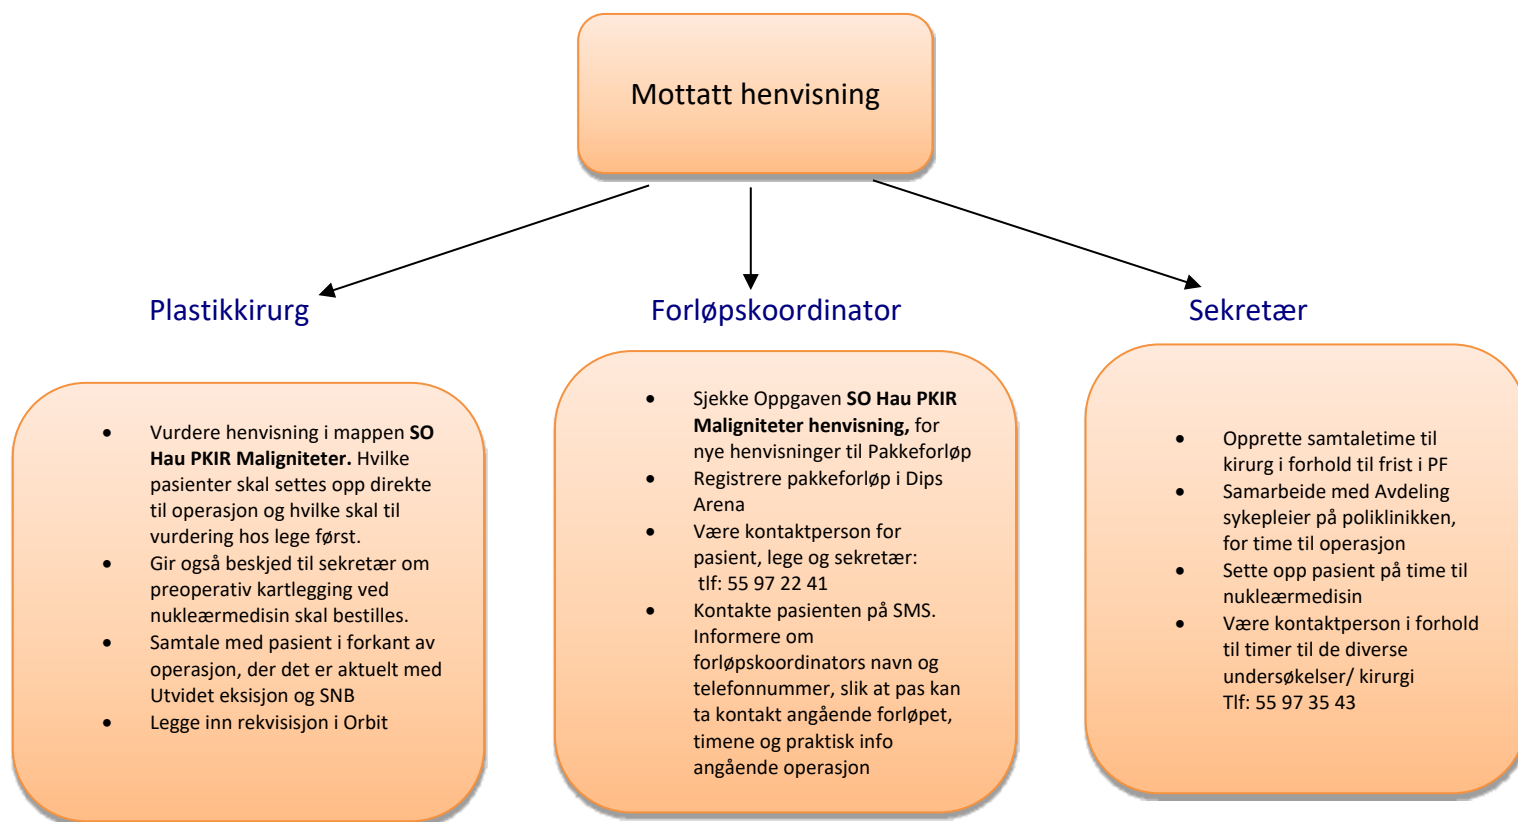 Mottatt henvisning
Plastikkirurg
• Vurdere henvisning i mappen SO
Hau PKIR Maligniteter. Hvilke
pasienter skal settes opp direkte
til operasjon og hvilke skal til
vurdering hos lege først.
• Gir også beskjed til sekretær om
preoperativ kartlegging ved
nukleærmedisin skal bestilles.
• Samtale med pasient i forkant av
operasjon, der det er aktuelt med
Utvidet eksisjon og SNB
• Legge inn rekvisisjon i Orbit
Forløpskoordinator
• Sjekke Oppgaven SO Hau PKIR
Maligniteter henvisning, for
nye henvisninger til Pakkeforløp
• Registrere pakkeforløp i Dips
Arena
• Være kontaktperson for
pasient, lege og sekretær:
tlf: 55 97 22 41
• Kontakte pasienten på SMS.
Informere om
forløpskoordinators navn og
telefonnummer, slik at pas kan
ta kontakt angående forløpet,
timene og praktisk info
angående operasjon
Sekretær
• Opprette samtaletime til
kirurg i forhold til frist i PF
• Samarbeide med Avdeling
sykepleier på poliklinikken,
for time til operasjon
• Sette opp pasient på time til
nukleærmedisin
• Være kontaktperson i forhold
til timer til de diverse
undersøkelser/ kirurgi
Tlf: 55 97 35 43